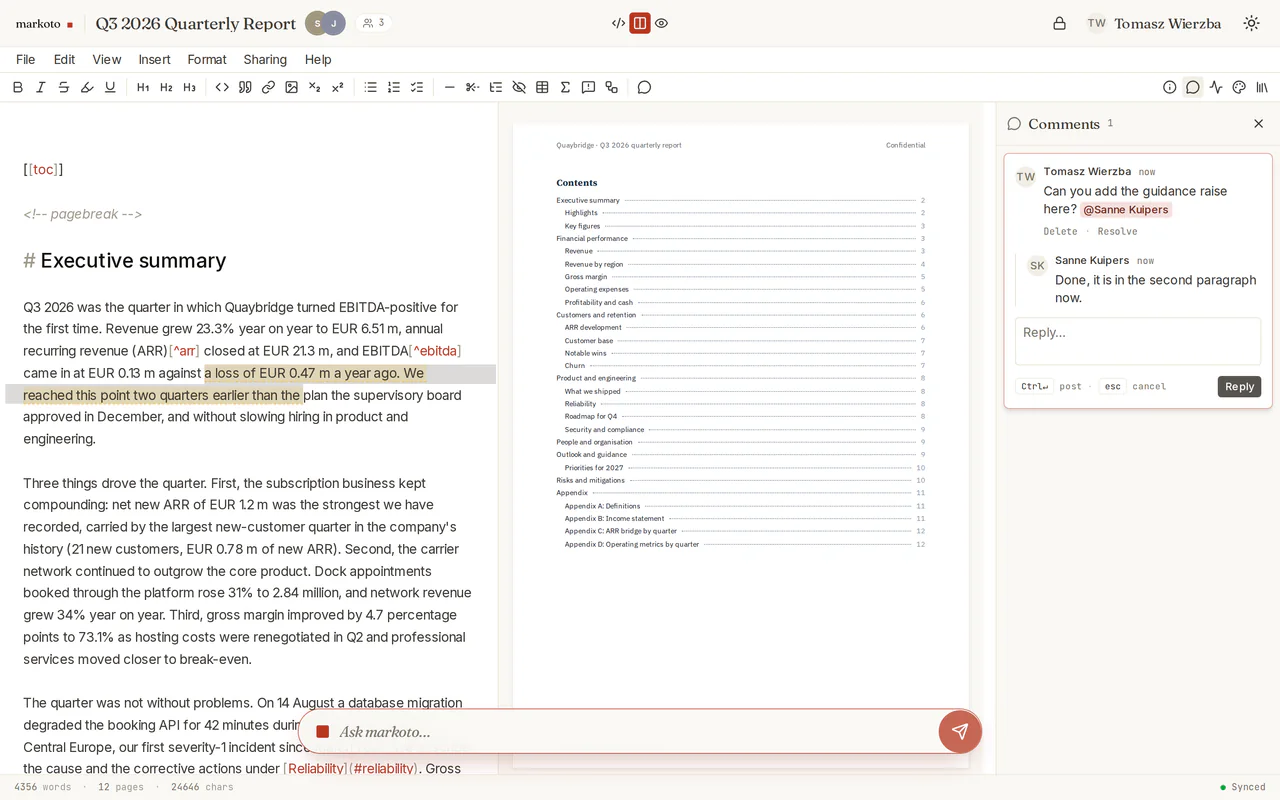 markoto
Q3 2026 Quarterly Report
S J
3
</>
TW Tomasz Wierzba
File Edit View Insert Format Sharing Help
B I S U H1 H2 H3 X2 X²
[[toc]]
<!-- pagebreak -->
# Executive summary
Q3 2026 was the quarter in which Quaybridge turned EBITDA-positive for
the first time. Revenue grew 23.3% year on year to EUR 6.51 m, annual
recurring revenue (ARR)[^arr] closed at EUR 21.3 m, and EBITDA[^ebitda]
came in at EUR 0.13 m against a loss of EUR 0.47 m a year ago. We
reached this point two quarters earlier than the plan the supervisory board
approved in December, and without slowing hiring in product and
engineering.
Three things drove the quarter. First, the subscription business kept
compounding: net new ARR of EUR 1.2 m was the strongest we have
recorded, carried by the largest new-customer quarter in the company's
history (21 new customers, EUR 0.78 m of new ARR). Second, the carrier
network continued to outgrow the core product. Dock appointments
booked through the platform rose 31% to 2.84 million, and network revenue
grew 34% year on year. Third, gross margin improved by 4.7 percentage
points to 73.1% as hosting costs were renegotiated in Q2 and professional
services moved closer to break-even.
The quarter was not without problems. On 14 August a database migration
degraded the booking API for 42 minutes
Central Europe, our first severity-1 incident
the cause and the corrective actions under [Reliability](#reliability). Gross
Quaybridge · Q3 2026 quarterly report Confidential
Contents
Executive summary 2
Highlights 2
Key figures 3
Financial performance 3
Revenue 3
Revenue by region 4
Gross margin 5
Operating expenses 5
Profitability and cash 6
Customers and retention 6
ARR development 6
Customer base 7
Notable wins 7
Churn 7
Product and engineering 8
What we shipped 8
Reliability 8
Roadmap for Q4 8
Security and compliance 9
People and organisation 9
Outlook and guidance 9
Priorities for 2027 10
Risks and mitigations 10
Appendix 11
Appendix A: Definitions 11
Appendix B: Income statement 11
Appendix C: ARR bridge by quarter 12
Appendix D: Operating metrics by quarter 12
Ask markoto...
Comments 1
TW Tomasz Wierzba now
Can you add the guidance raise
here? @Sanne Kuipers
Delete · Resolve
SK Sanne Kuipers now
Done, it is in the second paragraph
now.
Reply...
Ctrl↵ post · esc cancel Reply
4356 words · 12 pages · 24646 chars
Synced